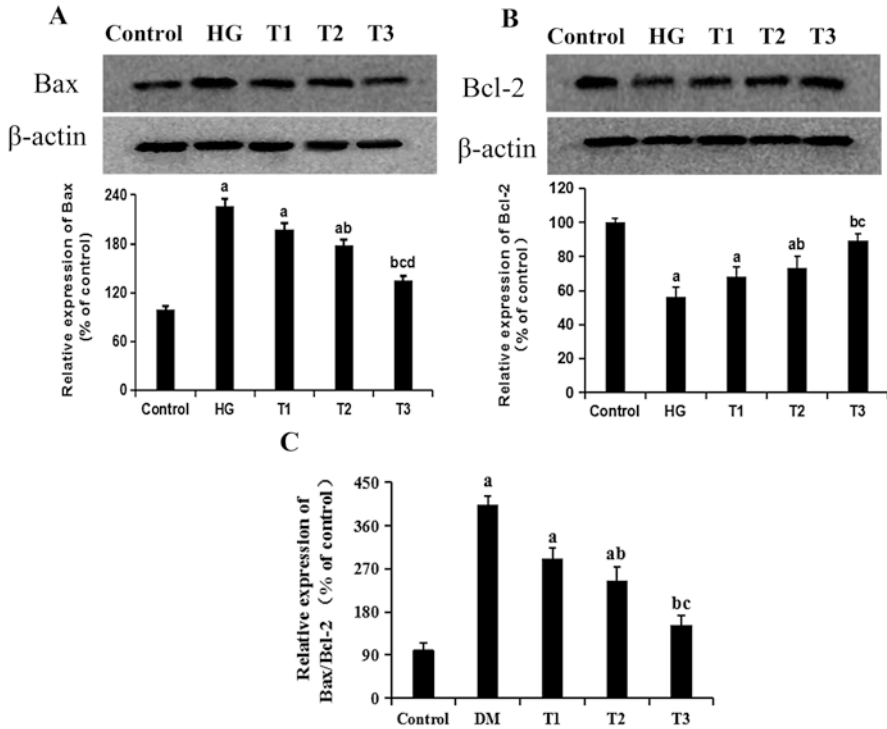 A
Control HG T1 T2 T3
Bax
β-actin
Relative expression of Bax
(% of control)
240
180
120
60
0
a
a
ab
bcd
Control HG T1 T2 T3
B
Control HG T1 T2 T3
Bcl-2
β-actin
Relative expression of Bcl-2
(% of control)
120
100
80
60
40
20
0
a
a
ab
bc
Control HG T1 T2 T3
C
Relative expression of
Bax/Bcl-2 (% of control)
450
360
270
180
90
0
a
a
ab
bc
Control DM T1 T2 T3